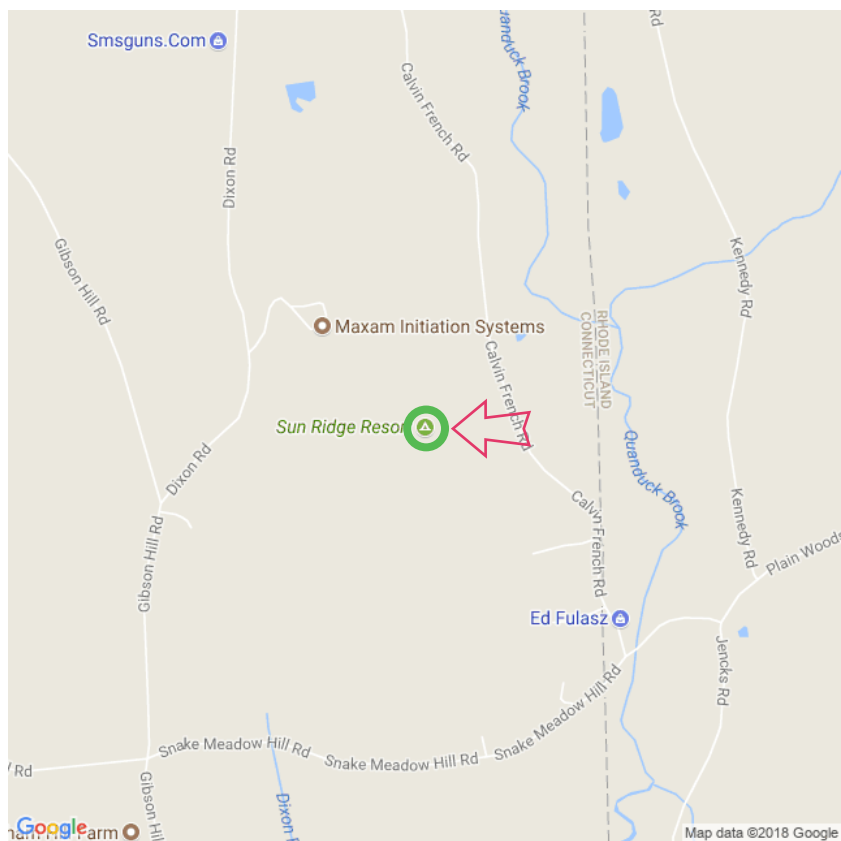 Smsguns.Com
Quanduck Brook
Rd
Calvin French Rd
Dixon Rd
Gibson Hill Rd
Kennedy Rd
Maxam Initiation Systems
RHODE ISLAND
CONNECTICUT
Calvin French Rd
Sun Ridge Resor
Quanduck Brook
Dixon Rd
Calvin French Rd
Kennedy Rd
Gibson Hill Rd
Plain Woods
Ed Fulasz
Jencks Rd
Snake Meadow Hill Rd
Snake Meadow Hill Rd
Snake Meadow Hill Rd
Rd
Gibson Hill
Dixon
Google
Farm
Map data ©2018 Google